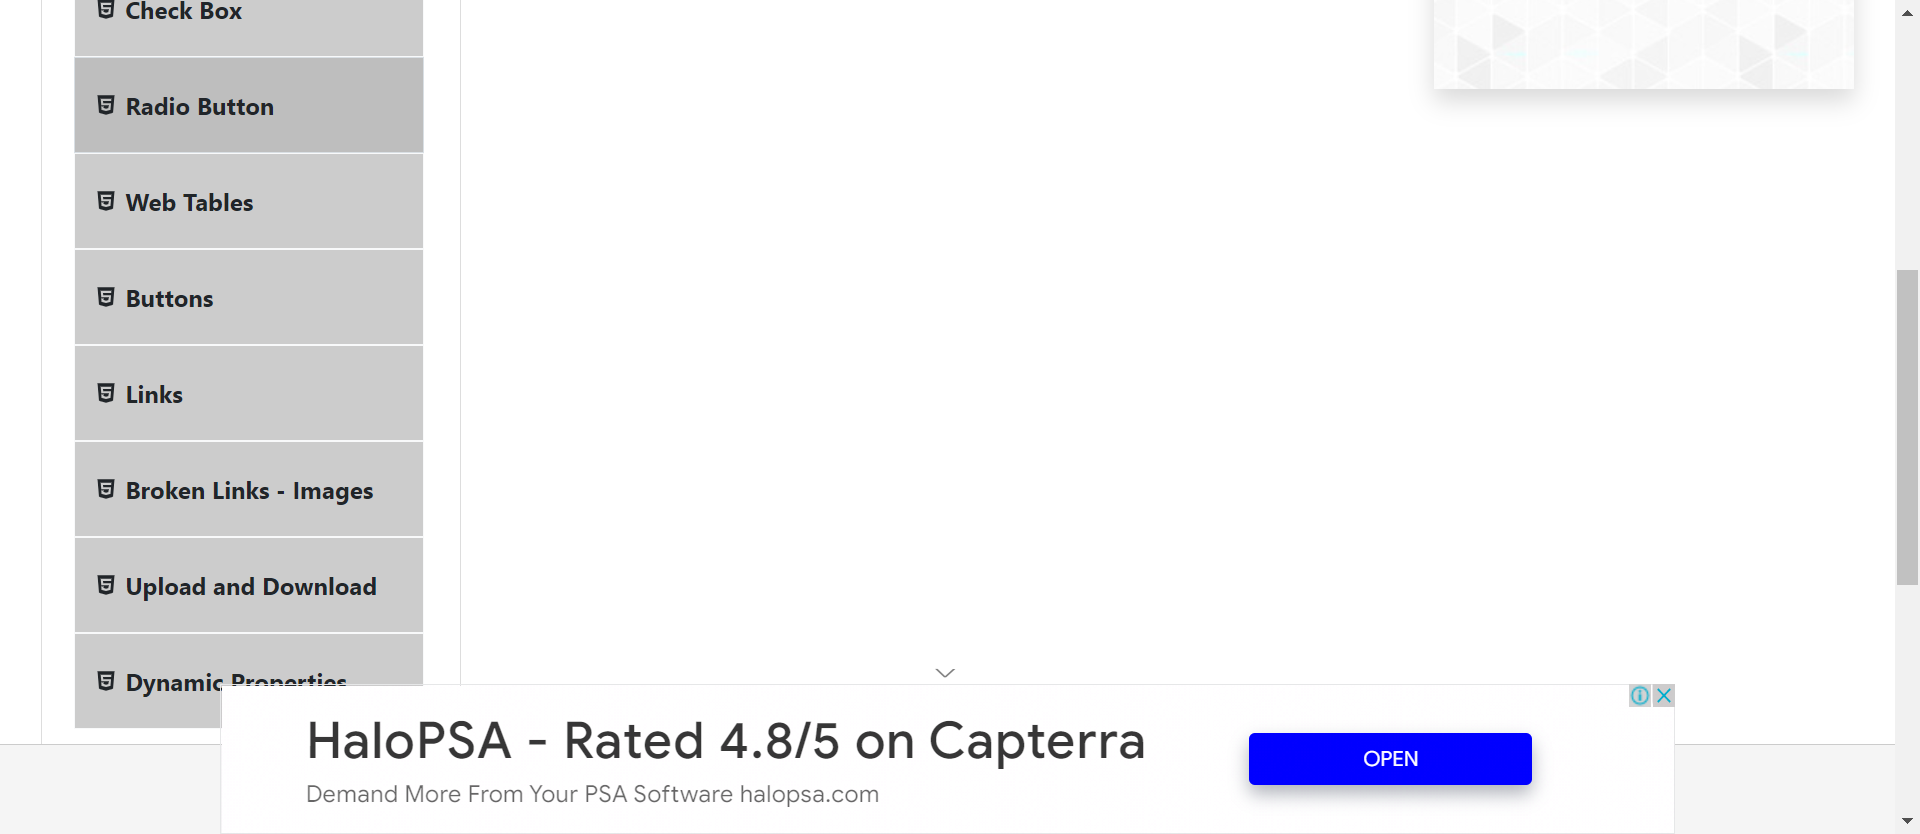 Check Box
Radio Button
Web Tables
Buttons
Links
Broken Links - Images
Upload and Download
Dynamic Properties
HaloPSA - Rated 4.8/5 on Capterra
Demand More From Your PSA Software halopsa.com
OPEN